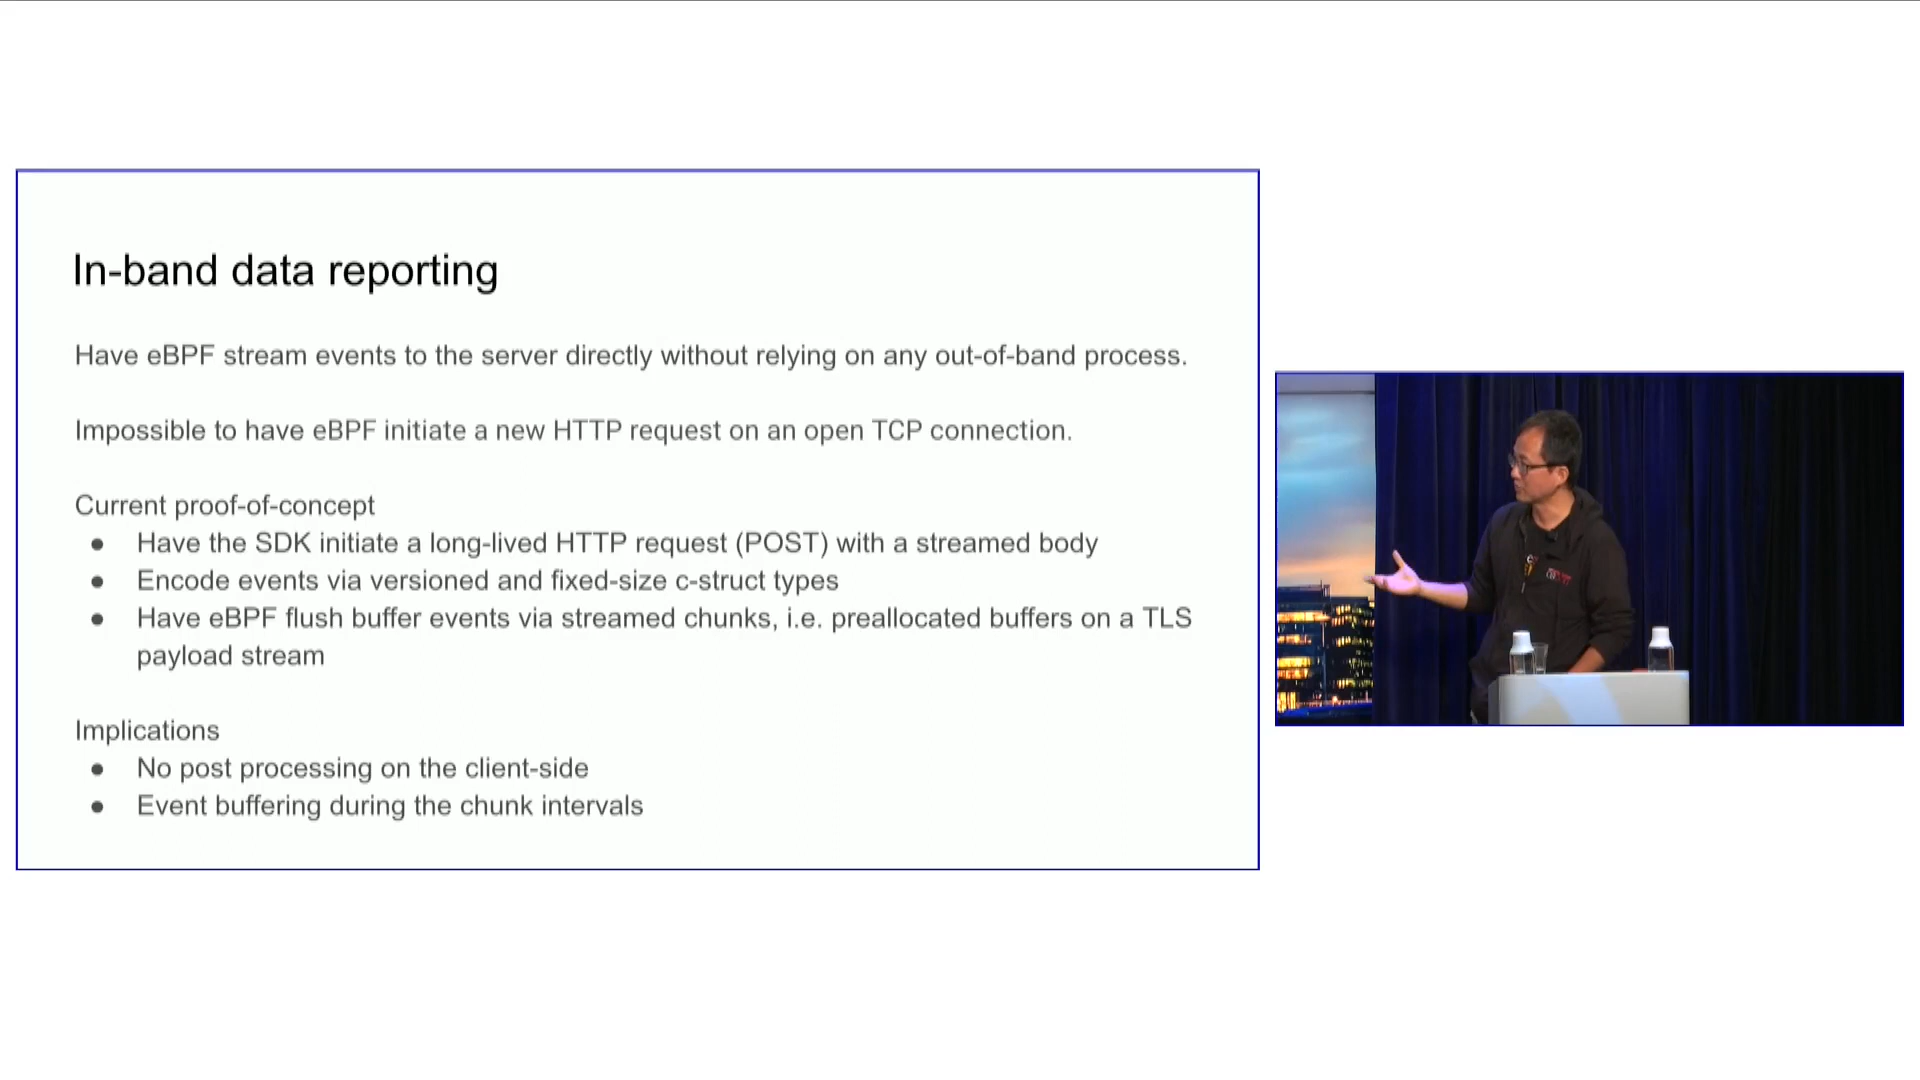 In-band data reporting
Have eBPF stream events to the server directly without relying on any out-of-band process.
Impossible to have eBPF initiate a new HTTP request on an open TCP connection.
Current proof-of-concept
● Have the SDK initiate a long-lived HTTP request (POST) with a streamed body
● Encode events via versioned and fixed-size c-struct types
● Have eBPF flush buffer events via streamed chunks, i.e. preallocated buffers on a TLS
payload stream
Implications
● No post processing on the client-side
● Event buffering during the chunk intervals